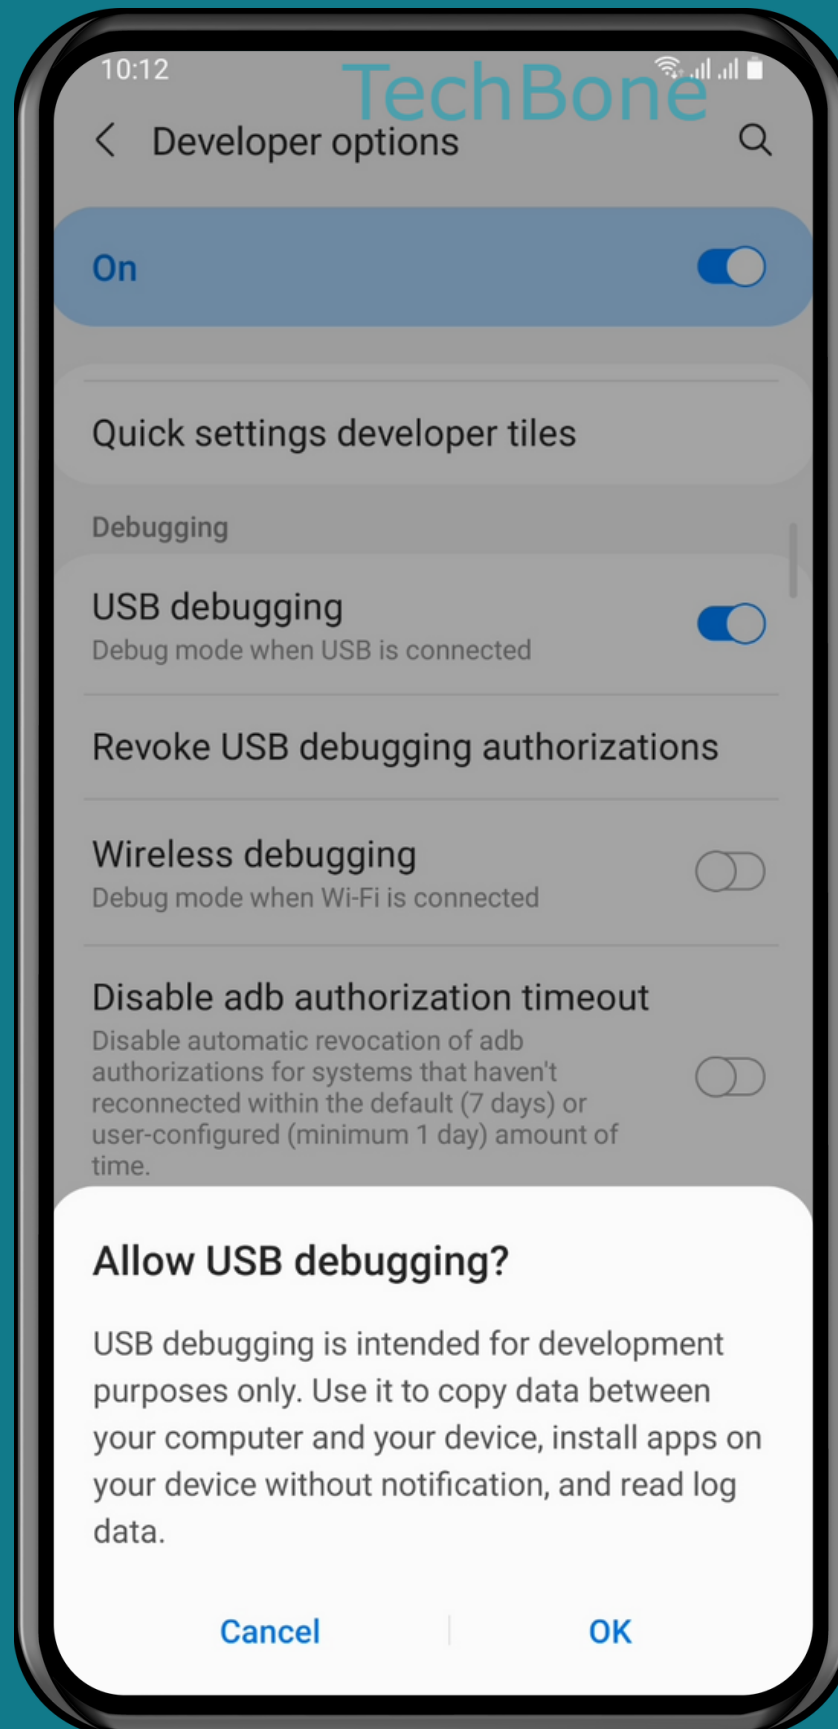 10:12
TechBone
Developer options
On
Quick settings developer tiles
Debugging
USB debugging
Debug mode when USB is connected
Revoke USB debugging authorizations
Wireless debugging
Debug mode when Wi-Fi is connected
Disable adb authorization timeout
Disable automatic revocation of adb
authorizations for systems that haven't
reconnected within the default (7 days) or
user-configured (minimum 1 day) amount of
time.
Allow USB debugging?
USB debugging is intended for development
purposes only. Use it to copy data between
your computer and your device, install apps on
your device without notification, and read log
data.
Cancel
OK